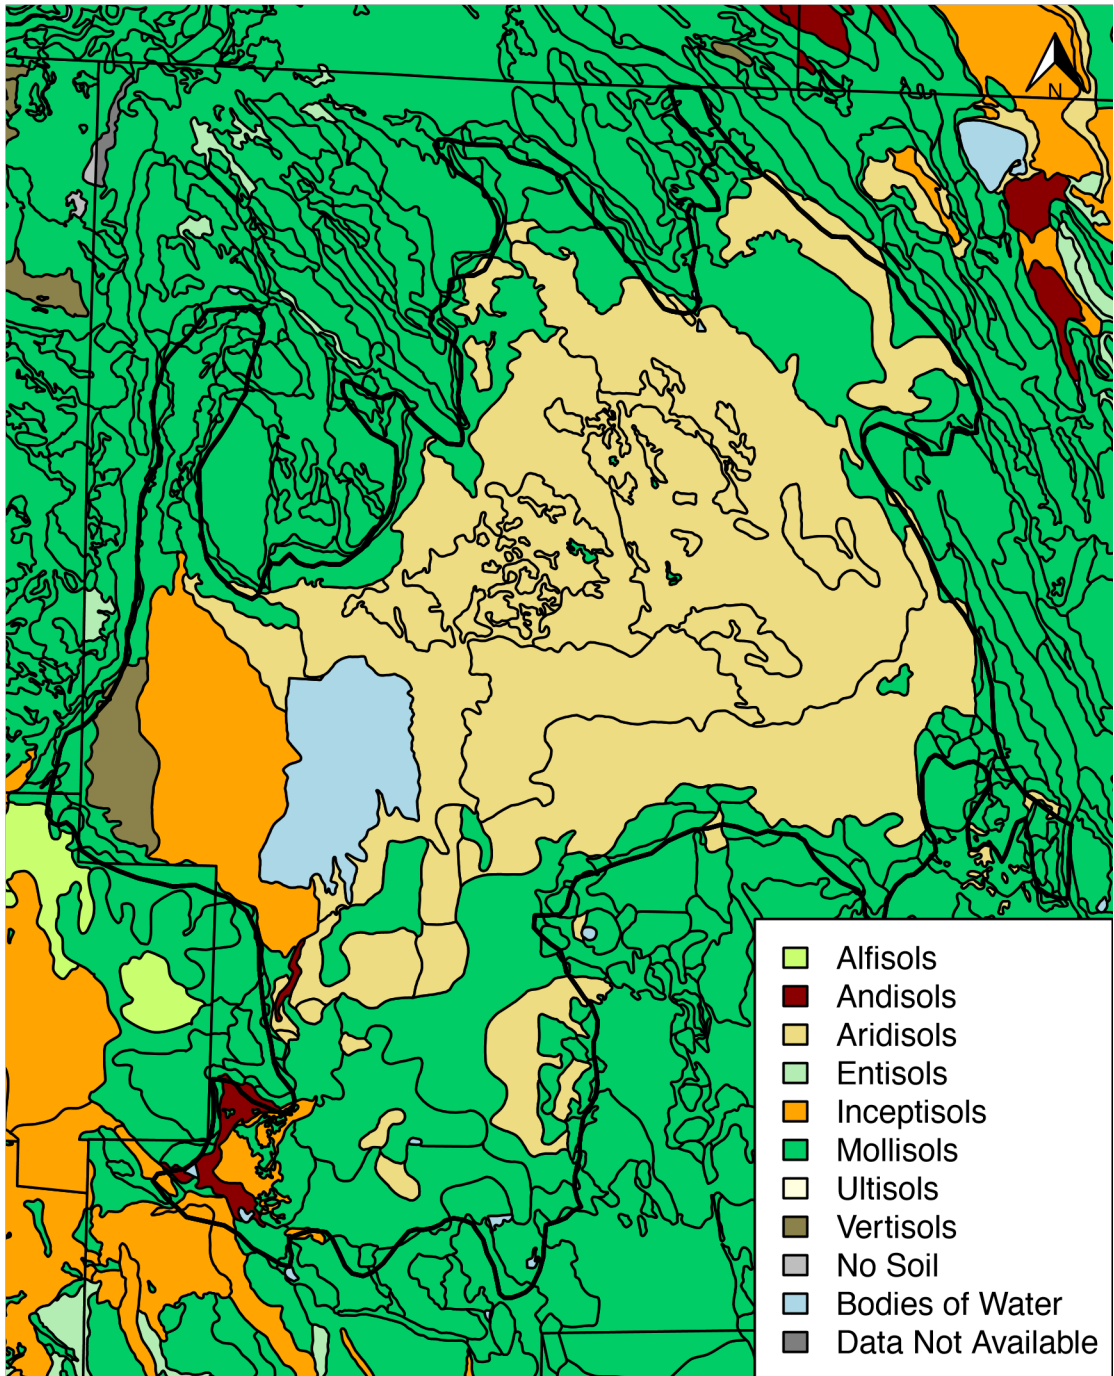 N
Alfisols
Andisols
Aridisols
Entisols
Inceptisols
Mollisols
Ultisols
Vertisols
No Soil
Bodies of Water
Data Not Available